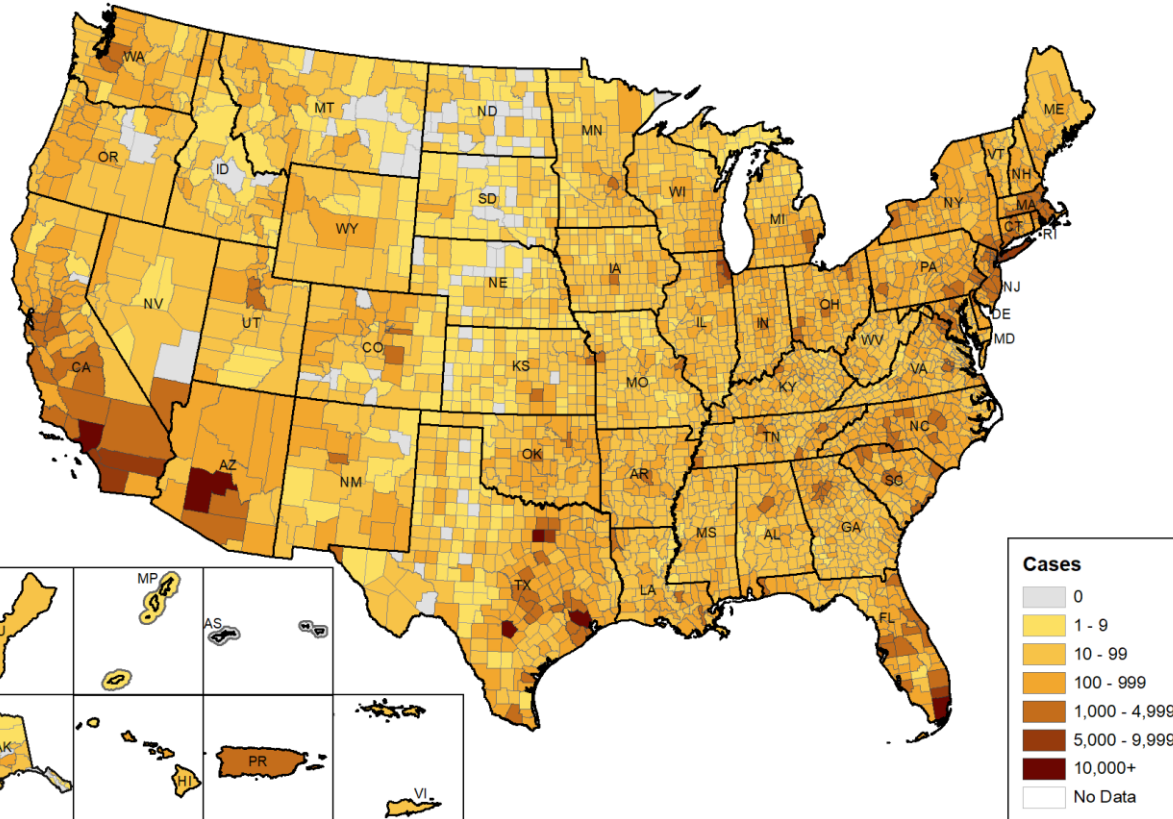 WA
MT
ND
MN
ME
OR
ID
SD
WI
VT
NH
WY
MI
NY
MA
CT
RI
NV
UT
NE
IA
PA
NJ
CO
IL
IN
OH
DE
MD
CA
KS
MO
WV
VA
KY
AZ
NM
OK
AR
TN
NC
SC
MS
AL
GA
TX
LA
FL
MP
AS
AK
HI
PR
VI
Cases
0
1 - 9
10 - 99
100 - 999
1,000 - 4,999
5,000 - 9,999
10,000+
No Data